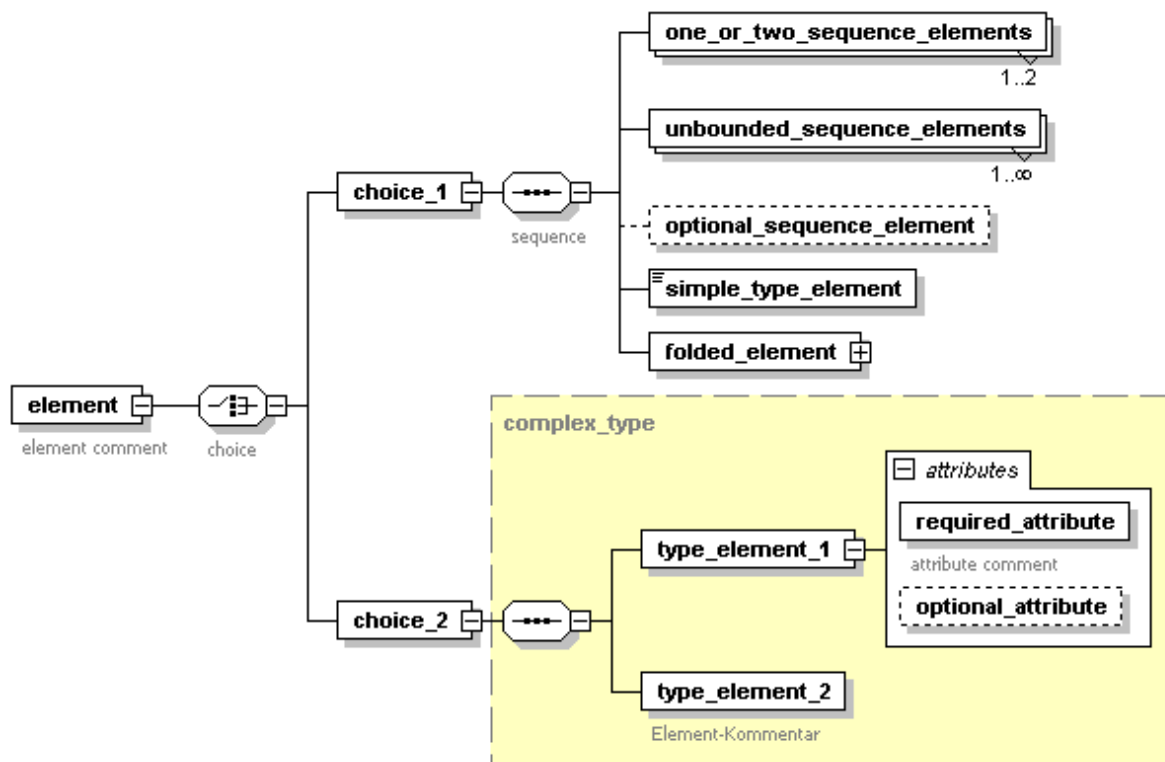 one_or_two_sequence_elements
1..2
unbounded_sequence_elements
1..∞
choice_1
sequence
optional_sequence_element
simple_type_element
folded_element
element
element comment
choice
complex_type
attributes
required_attribute
attribute comment
optional_attribute
type_element_1
choice_2
type_element_2
Element-Kommentar